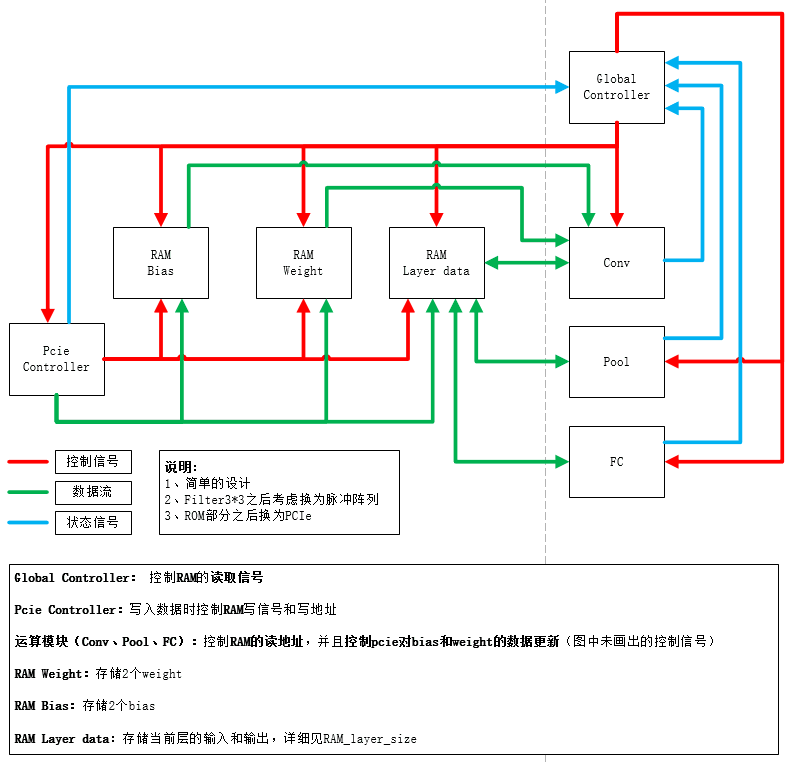 Global
Controller
RAM
Bias
RAM
Weight
RAM
Layer data
Conv
Pcie
Controller
Pool
FC
控制信号
数据流
状态信号
说明:
1、简单的设计
2、Filter3*3之后考虑换为脉冲阵列
3、ROM部分之后换为PCIe
Global Controller: 控制RAM的读取信号
Pcie Controller:写入数据时控制RAM写信号和写地址
运算模块(Conv、Pool、FC):控制RAM的读地址,并且控制pcie对bias和weight的数据更新(图中未画出的控制信号)
RAM Weight:存储2个weight
RAM Bias:存储2个bias
RAM Layer data:存储当前层的输入和输出,详细见RAM_layer_size